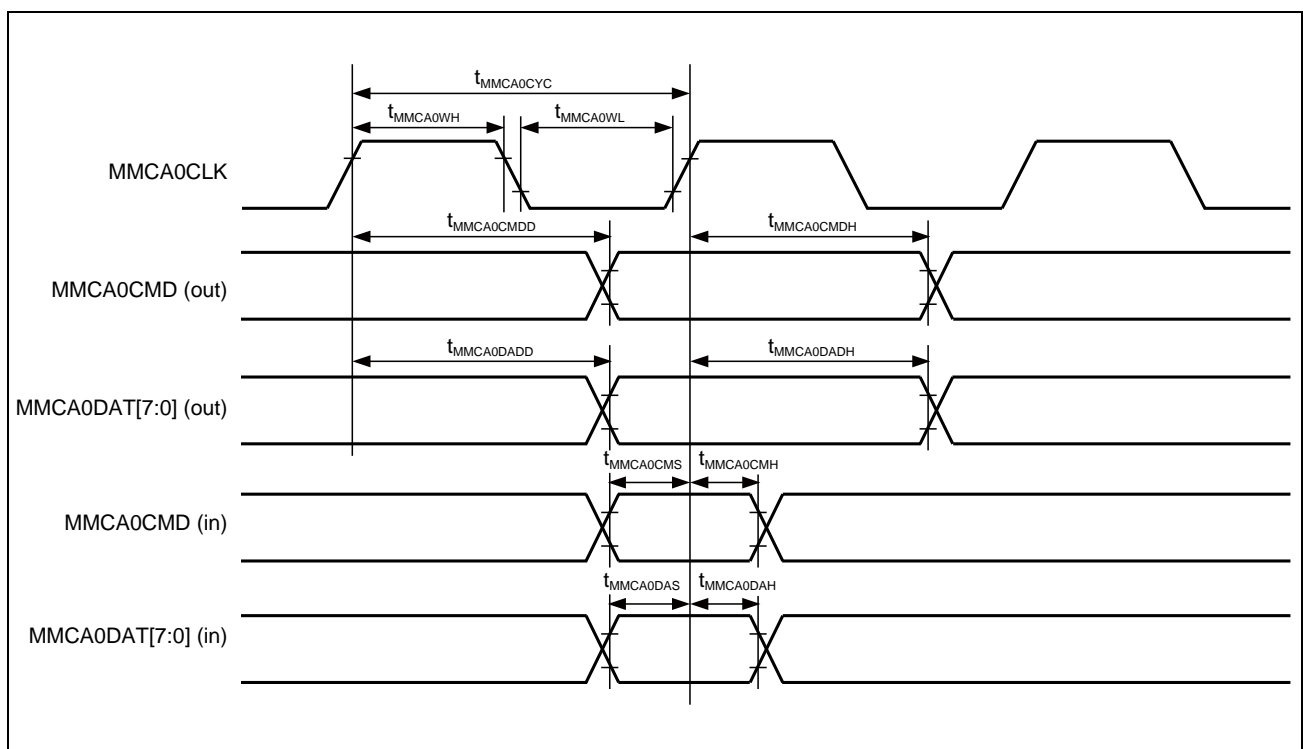 tMMCA0CYC
tMMCA0WH
tMMCA0WL
MMCA0CLK
tMMCA0CMDD
tMMCA0CMDH
MMCA0CMD (out)
tMMCA0DADD
tMMCA0DADH
MMCA0DAT[7:0] (out)
tMMCA0CMS
tMMCA0CMH
MMCA0CMD (in)
tMMCA0DAS
tMMCA0DAH
MMCA0DAT[7:0] (in)